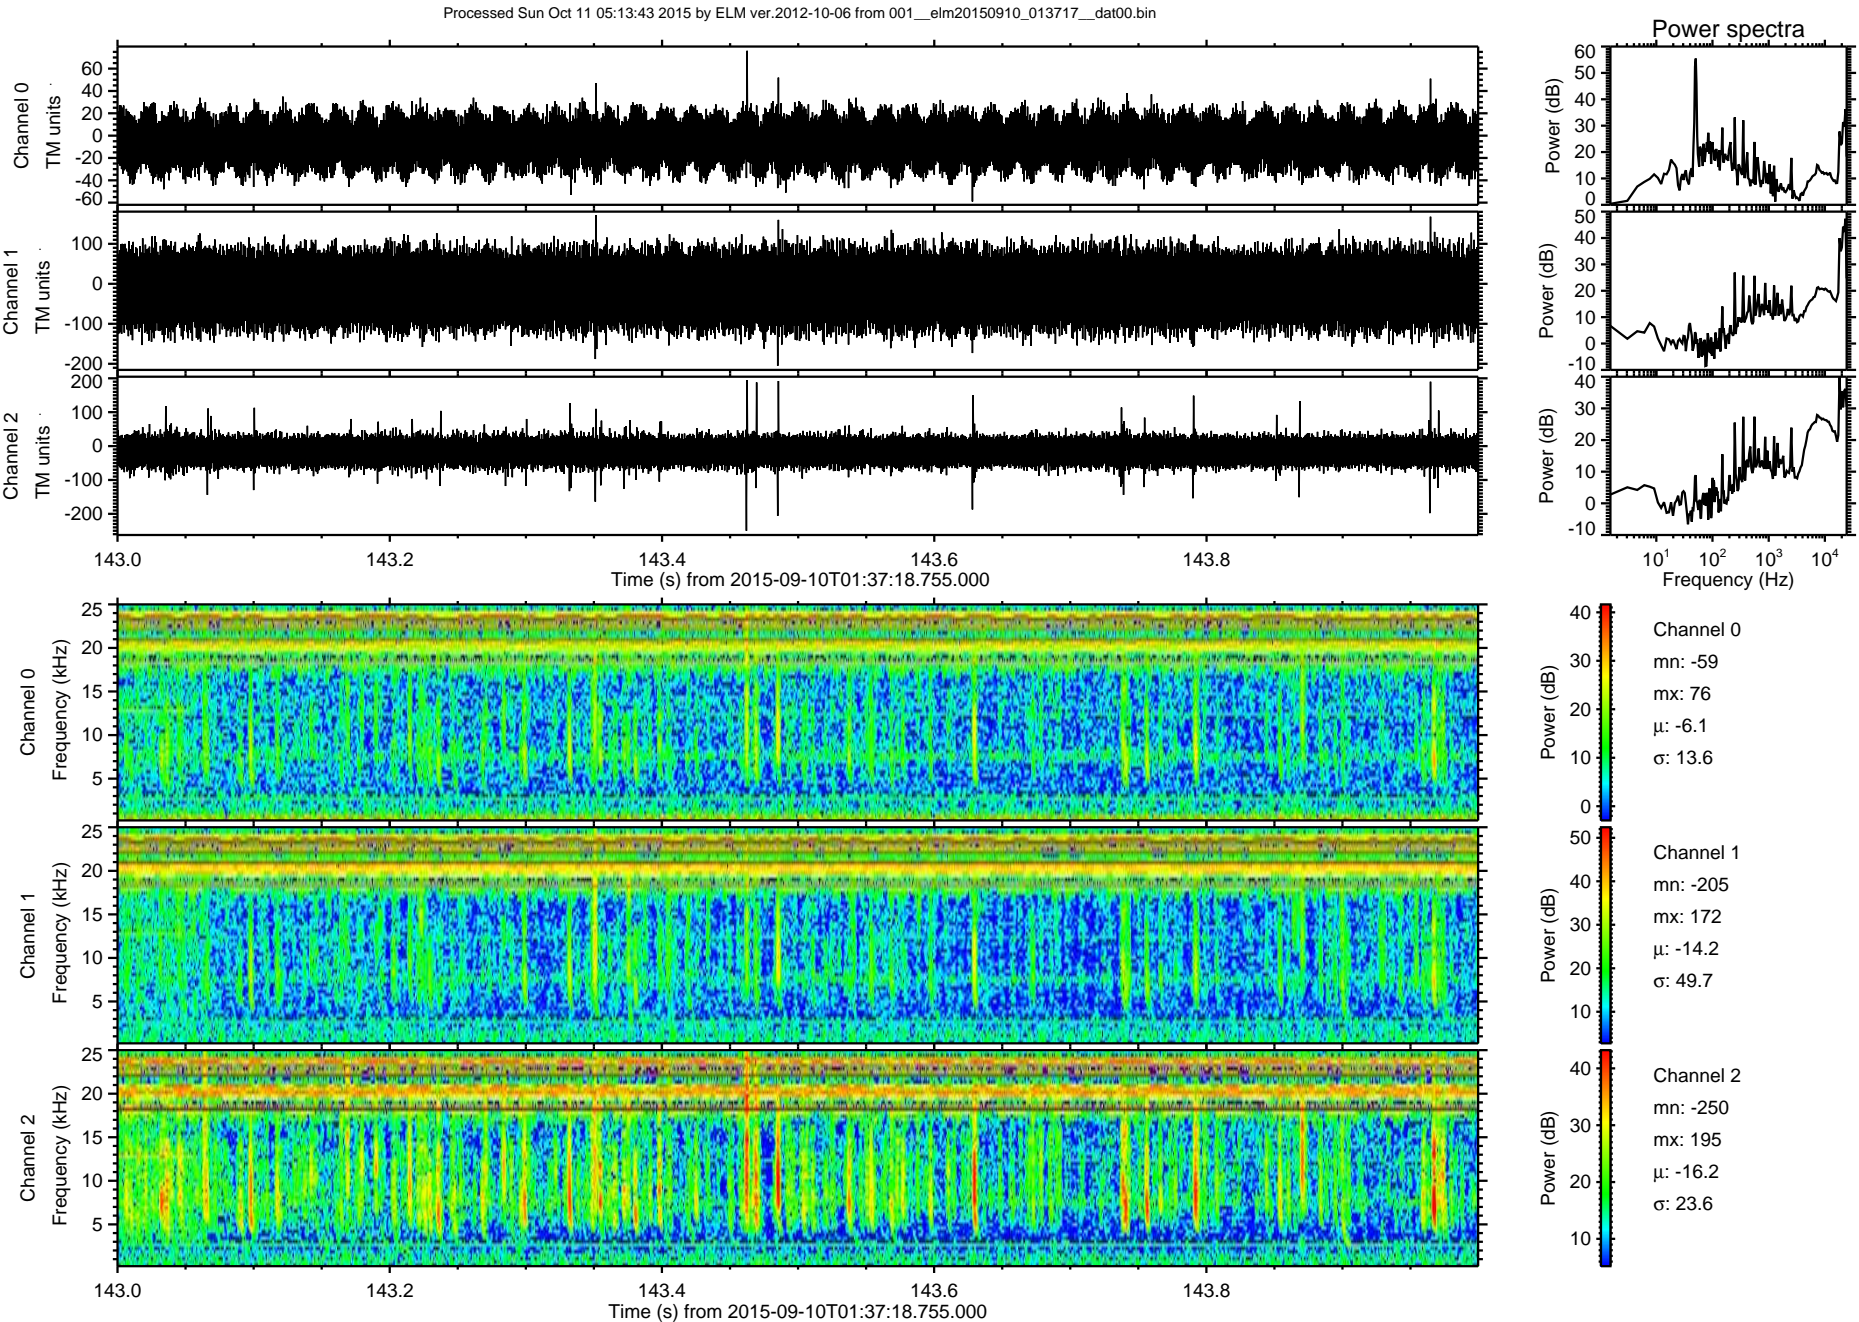 Processed Sun Oct 11 05:13:43 2015 by ELM ver.2012-10-06 from 001__elm20150910_013717__dat00.bin
Power spectra
Channel 0
TM units
60
40
20
0
-20
-40
-60
Power (dB)
60
50
40
30
20
10
0
Channel 1
TM units
100
0
-100
-200
Power (dB)
50
40
30
20
10
0
-10
Channel 2
TM units
200
100
0
-100
-200
Power (dB)
40
30
20
10
0
-10
143.0
143.2
143.4
143.6
143.8
Time (s) from 2015-09-10T01:37:18.755.000
10¹
10²
10³
10⁴
Frequency (Hz)
Channel 0
Frequency (kHz)
25
20
15
10
5
Power (dB)
40
30
20
10
0
Channel 0
mn: -59
mx: 76
μ: -6.1
σ: 13.6
Channel 1
Frequency (kHz)
25
20
15
10
5
Power (dB)
50
40
30
20
10
Channel 1
mn: -205
mx: 172
μ: -14.2
σ: 49.7
Channel 2
Frequency (kHz)
25
20
15
10
5
Power (dB)
40
30
20
10
Channel 2
mn: -250
mx: 195
μ: -16.2
σ: 23.6
143.0
143.2
143.4
143.6
143.8
Time (s) from 2015-09-10T01:37:18.755.000